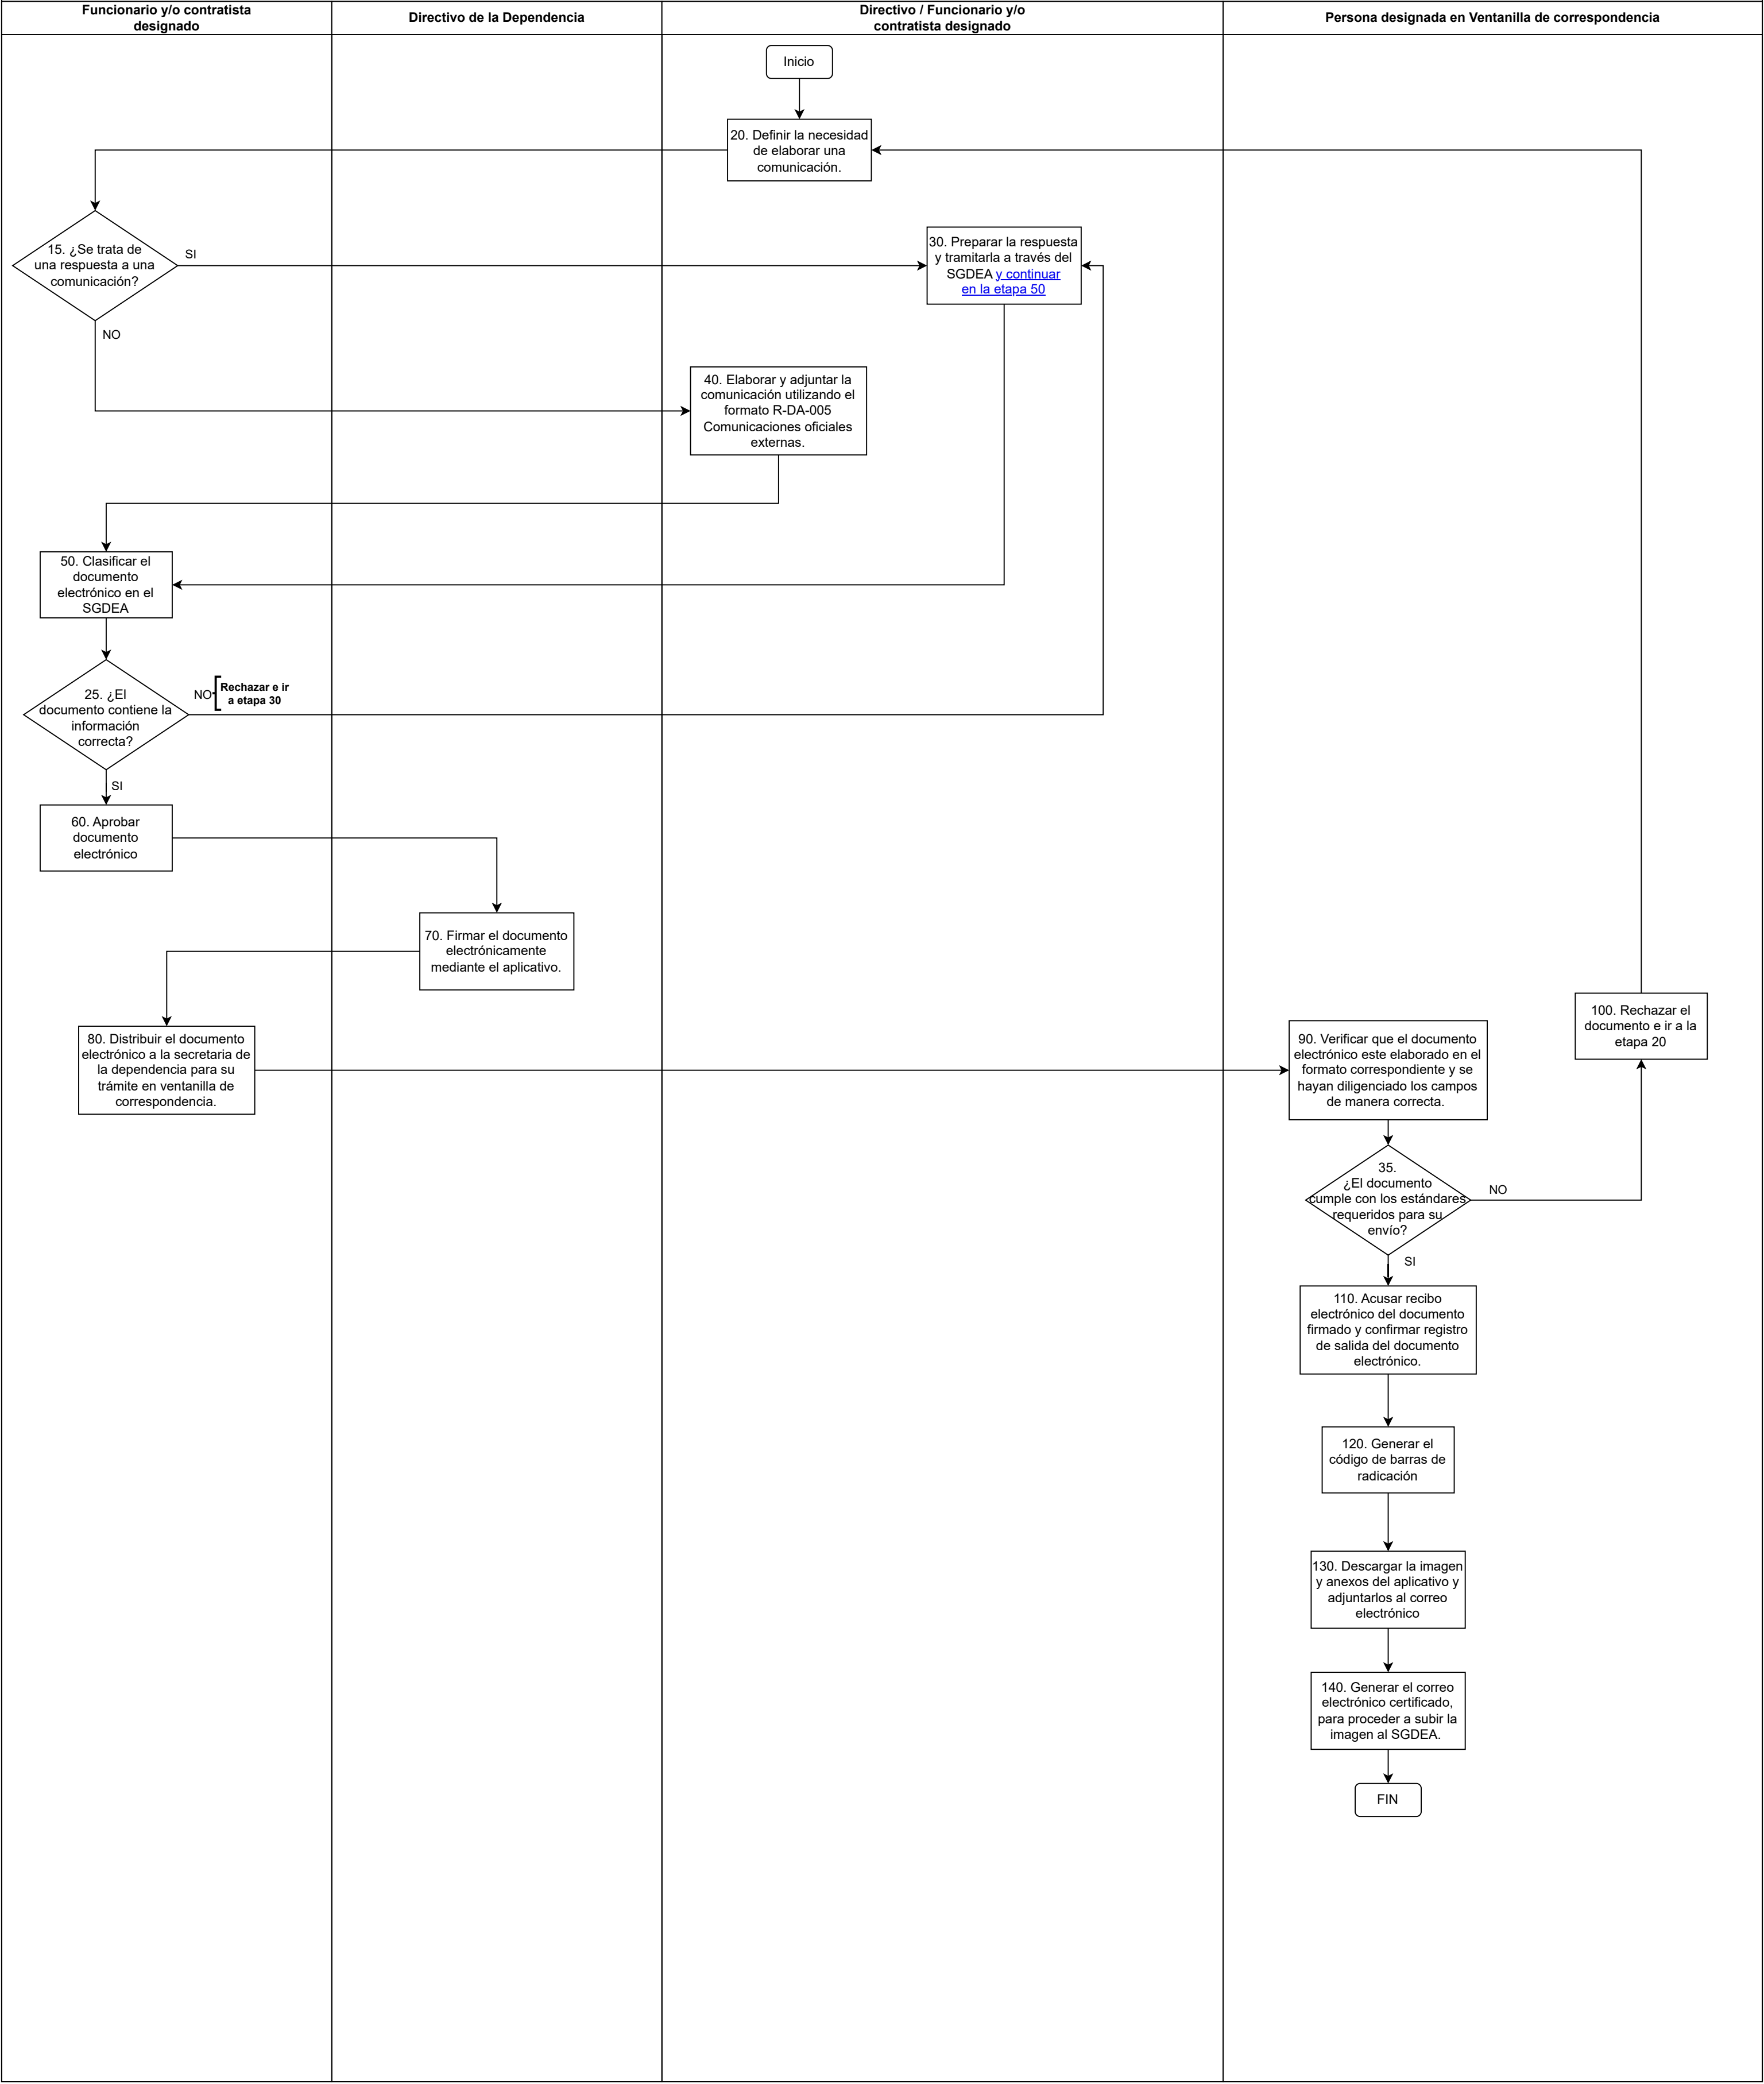 Funcionario y/o contratista
designado
Directivo de la Dependencia
Directivo / Funcionario y/o
contratista designado
Persona designada en Ventanilla de correspondencia
Inicio
20. Definir la necesidad
de elaborar una
comunicación.
15. ¿Se trata de
una respuesta a una
comunicación?
SI
NO
30. Preparar la respuesta
y tramitarla a través del
SGDEA y continuar
en la etapa 50
40. Elaborar y adjuntar la
comunicación utilizando el
formato R-DA-005
Comunicaciones oficiales
externas.
50. Clasificar el
documento
electrónico en el
SGDEA
25. ¿El
documento contiene la
información
correcta?
NO
Rechazar e ir
a etapa 30
SI
60. Aprobar
documento
electrónico
70. Firmar el documento
electrónicamente
mediante el aplicativo.
80. Distribuir el documento
electrónico a la secretaria de
la dependencia para su
trámite en ventanilla de
correspondencia.
90. Verificar que el documento
electrónico este elaborado en el
formato correspondiente y se
hayan diligenciado los campos
de manera correcta.
100. Rechazar el
documento e ir a la
etapa 20
35.
¿El documento
cumple con los estándares
requeridos para su
envío?
NO
SI
110. Acusar recibo
electrónico del documento
firmado y confirmar registro
de salida del documento
electrónico.
120. Generar el
código de barras de
radicación
130. Descargar la imagen
y anexos del aplicativo y
adjuntarlos al correo
electrónico
140. Generar el correo
electrónico certificado,
para proceder a subir la
imagen al SGDEA.
FIN